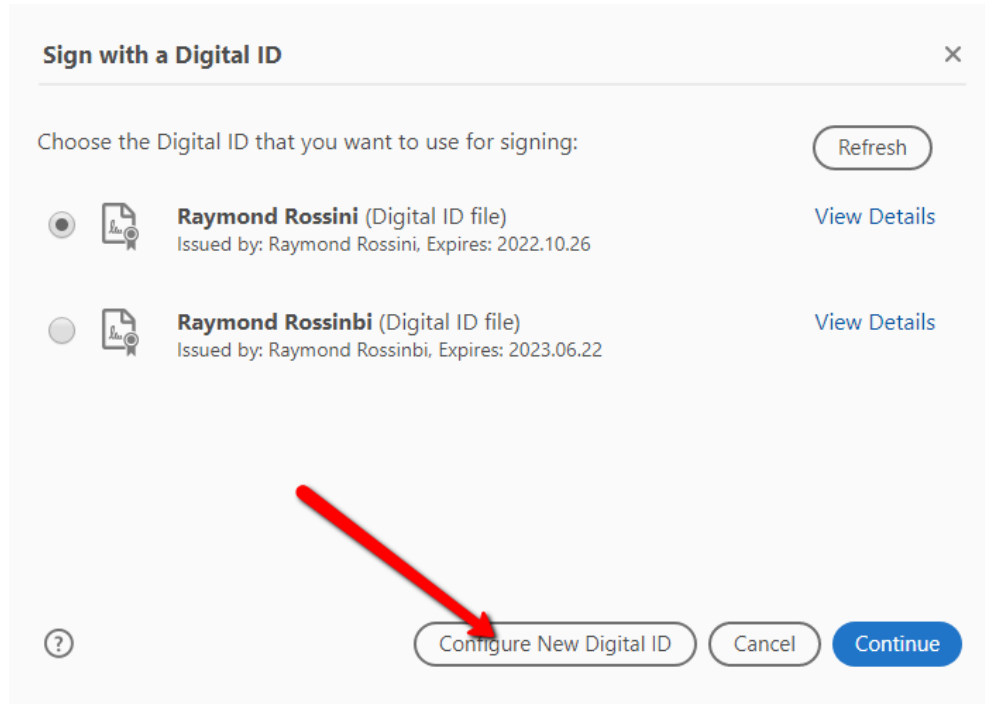 Sign with a Digital ID
Choose the Digital ID that you want to use for signing:
Refresh
Raymond Rossini (Digital ID file)
View Details
Issued by: Raymond Rossini, Expires: 2022.10.26
Raymond Rossinbi (Digital ID file)
View Details
Issued by: Raymond Rossinbi, Expires: 2023.06.22
?
Configure New Digital ID
Cancel
Continue